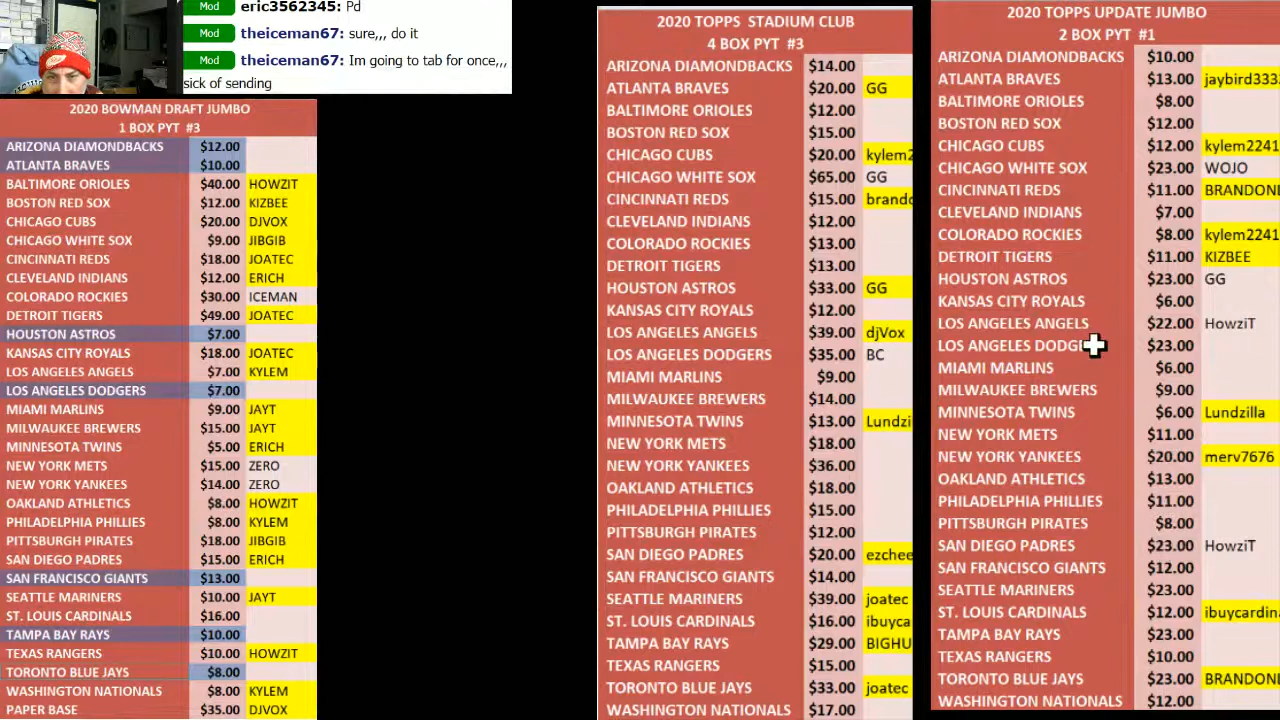 Mod eric3562345: Pd
Mod theiceman67: sure,,, do it
Mod theiceman67: Im going to tab for once,,,
sick of sending
2020 BOWMAN DRAFT JUMBO
1 BOX PYT #3
ARIZONA DIAMONDBACKS $12.00
ATLANTA BRAVES $10.00
BALTIMORE ORIOLES $40.00 HOWZIT
BOSTON RED SOX $12.00 KIZBEE
CHICAGO CUBS $20.00 DJVOX
CHICAGO WHITE SOX $9.00 JIBGIB
CINCINNATI REDS $18.00 JOATEC
CLEVELAND INDIANS $12.00 ERICH
COLORADO ROCKIES $30.00 ICEMAN
DETROIT TIGERS $49.00 JOATEC
HOUSTON ASTROS $7.00
KANSAS CITY ROYALS $18.00 JOATEC
LOS ANGELES ANGELS $7.00 KYLEM
LOS ANGELES DODGERS $7.00
MIAMI MARLINS $9.00 JAYT
MILWAUKEE BREWERS $15.00 JAYT
MINNESOTA TWINS $5.00 ERICH
NEW YORK METS $15.00 ZERO
NEW YORK YANKEES $14.00 ZERO
OAKLAND ATHLETICS $8.00 HOWZIT
PHILADELPHIA PHILLIES $8.00 KYLEM
PITTSBURGH PIRATES $18.00 JIBGIB
SAN DIEGO PADRES $15.00 ERICH
SAN FRANCISCO GIANTS $13.00
SEATTLE MARINERS $10.00 JAYT
ST. LOUIS CARDINALS $16.00
TAMPA BAY RAYS $10.00
TEXAS RANGERS $10.00 HOWZIT
TORONTO BLUE JAYS $8.00
WASHINGTON NATIONALS $8.00 KYLEM
PAPER BASE $35.00 DJVOX
2020 TOPPS STADIUM CLUB
4 BOX PYT #3
ARIZONA DIAMONDBACKS $14.00
ATLANTA BRAVES $20.00 GG
BALTIMORE ORIOLES $12.00
BOSTON RED SOX $15.00
CHICAGO CUBS $20.00 kylem2
CHICAGO WHITE SOX $65.00 GG
CINCINNATI REDS $15.00 brando
CLEVELAND INDIANS $12.00
COLORADO ROCKIES $13.00
DETROIT TIGERS $13.00
HOUSTON ASTROS $33.00 GG
KANSAS CITY ROYALS $12.00
LOS ANGELES ANGELS $39.00 djVox
LOS ANGELES DODGERS $35.00 BC
MIAMI MARLINS $9.00
MILWAUKEE BREWERS $14.00
MINNESOTA TWINS $13.00 Lundzi
NEW YORK METS $18.00
NEW YORK YANKEES $36.00
OAKLAND ATHLETICS $18.00
PHILADELPHIA PHILLIES $15.00
PITTSBURGH PIRATES $12.00
SAN DIEGO PADRES $20.00 ezchee
SAN FRANCISCO GIANTS $14.00
SEATTLE MARINERS $39.00 joatec
ST. LOUIS CARDINALS $16.00 ibuyca
TAMPA BAY RAYS $29.00 BIGHU
TEXAS RANGERS $15.00
TORONTO BLUE JAYS $33.00 joatec
WASHINGTON NATIONALS $17.00
2020 TOPPS UPDATE JUMBO
2 BOX PYT #1
ARIZONA DIAMONDBACKS $10.00
ATLANTA BRAVES $13.00 jaybird333
BALTIMORE ORIOLES $8.00
BOSTON RED SOX $12.00
CHICAGO CUBS $12.00 kylem2241
CHICAGO WHITE SOX $23.00 WOJO
CINCINNATI REDS $11.00 BRANDON
CLEVELAND INDIANS $7.00
COLORADO ROCKIES $8.00 kylem2241
DETROIT TIGERS $11.00 KIZBEE
HOUSTON ASTROS $23.00 GG
KANSAS CITY ROYALS $6.00
LOS ANGELES ANGELS $22.00 HowziT
LOS ANGELES DODG $23.00
MIAMI MARLINS $6.00
MILWAUKEE BREWERS $9.00
MINNESOTA TWINS $6.00 Lundzilla
NEW YORK METS $11.00
NEW YORK YANKEES $20.00 merv7676
OAKLAND ATHLETICS $13.00
PHILADELPHIA PHILLIES $11.00
PITTSBURGH PIRATES $8.00
SAN DIEGO PADRES $23.00 HowziT
SAN FRANCISCO GIANTS $12.00
SEATTLE MARINERS $23.00
ST. LOUIS CARDINALS $12.00 ibuycardin
TAMPA BAY RAYS $23.00
TEXAS RANGERS $10.00
TORONTO BLUE JAYS $23.00 BRANDON
WASHINGTON NATIONALS $12.00